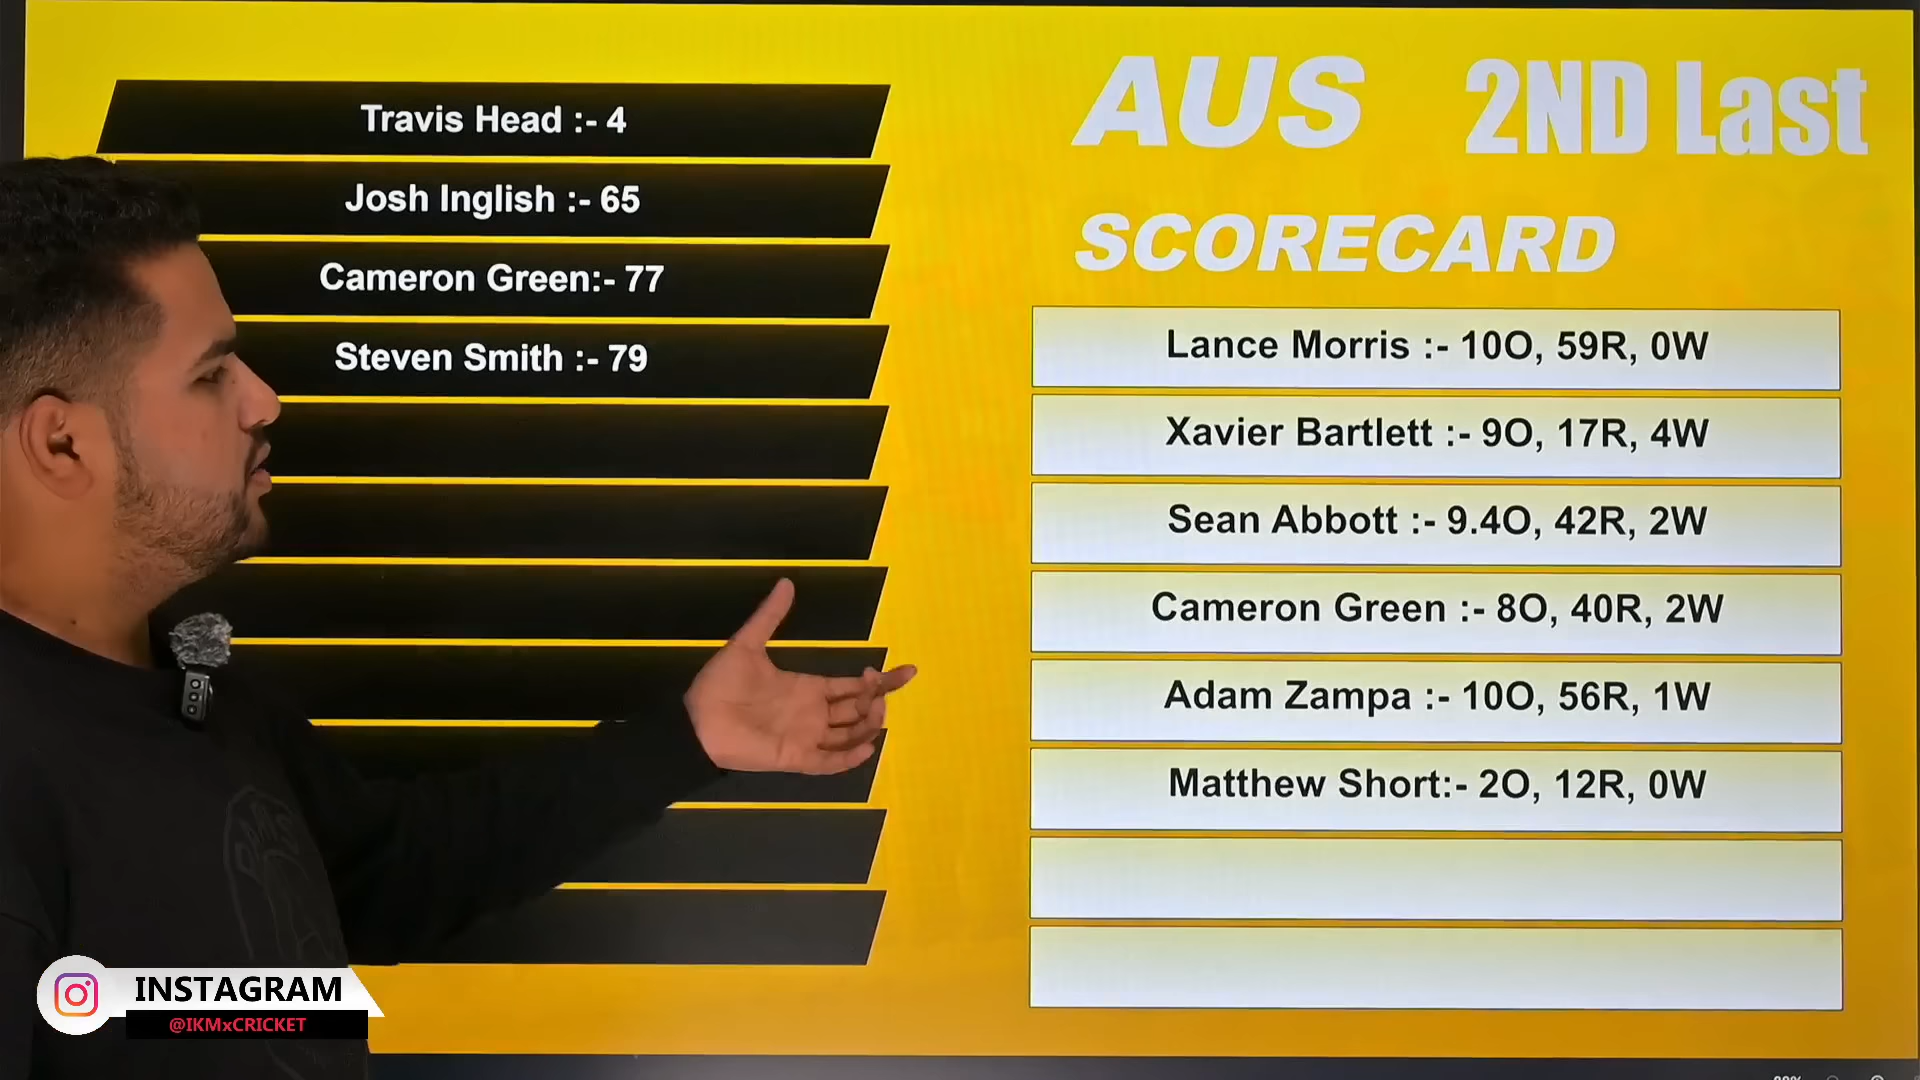 Travis Head :- 4
Josh Inglish :- 65
Cameron Green:- 77
Steven Smith :- 79
AUS 2ND Last
SCORECARD
Lance Morris :- 10O, 59R, 0W
Xavier Bartlett :- 9O, 17R, 4W
Sean Abbott :- 9.4O, 42R, 2W
Cameron Green :- 8O, 40R, 2W
Adam Zampa :- 10O, 56R, 1W
Matthew Short:- 2O, 12R, 0W
INSTAGRAM
@IKMxCRICKET